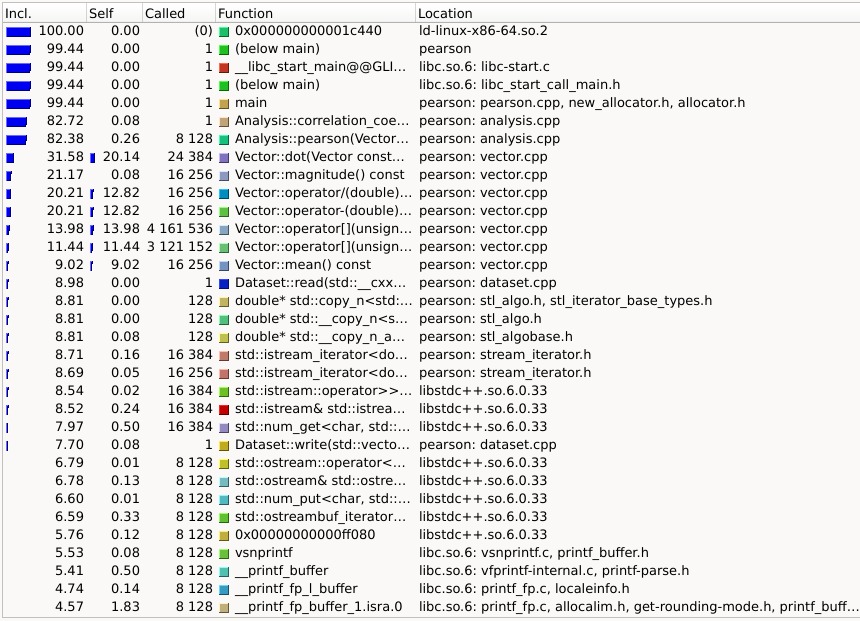 Incl. Self Called Function Location
100.00 0.00 (0) 0x000000000001c440 ld-linux-x86-64.so.2
99.44 0.00 1 (below main) pearson
99.44 0.00 1 __libc_start_main@@GLI... libc.so.6: libc-start.c
99.44 0.00 1 (below main) libc.so.6: libc_start_call_main.h
99.44 0.00 1 main pearson: pearson.cpp, new_allocator.h, allocator.h
82.72 0.08 1 Analysis::correlation_coe... pearson: analysis.cpp
82.38 0.26 8 128 Analysis::pearson(Vector... pearson: analysis.cpp
31.58 20.14 24 384 Vector::dot(Vector const... pearson: vector.cpp
21.17 0.08 16 256 Vector::magnitude() const pearson: vector.cpp
20.21 12.82 16 256 Vector::operator/(double)... pearson: vector.cpp
20.21 12.82 16 256 Vector::operator-(double)... pearson: vector.cpp
13.98 13.98 4 161 536 Vector::operator[](unsign... pearson: vector.cpp
11.44 11.44 3 121 152 Vector::operator[](unsign... pearson: vector.cpp
9.02 9.02 16 256 Vector::mean() const pearson: vector.cpp
8.98 0.00 1 Dataset::read(std::__cxx... pearson: dataset.cpp
8.81 0.00 128 double* std::copy_n<std:... pearson: stl_algo.h, stl_iterator_base_types.h
8.81 0.00 128 double* std::__copy_n<s... pearson: stl_algo.h
8.81 0.08 128 double* std::__copy_n_a... pearson: stl_algobase.h
8.71 0.16 16 384 std::istream_iterator<do... pearson: stream_iterator.h
8.69 0.05 16 256 std::istream_iterator<do... pearson: stream_iterator.h
8.54 0.02 16 384 std::istream::operator>>... libstdc++.so.6.0.33
8.52 0.24 16 384 std::istream& std::istrea... libstdc++.so.6.0.33
7.97 0.50 16 384 std::num_get<char, std::... libstdc++.so.6.0.33
7.70 0.08 1 Dataset::write(std::vecto... pearson: dataset.cpp
6.79 0.01 8 128 std::ostream::operator<... libstdc++.so.6.0.33
6.78 0.13 8 128 std::ostream& std::ostre... libstdc++.so.6.0.33
6.60 0.01 8 128 std::num_put<char, std::... libstdc++.so.6.0.33
6.59 0.33 8 128 std::ostreambuf_iterator... libstdc++.so.6.0.33
5.76 0.12 8 128 0x00000000000ff080 libstdc++.so.6.0.33
5.53 0.08 8 128 vsnprintf libc.so.6: vsnprintf.c, printf_buffer.h
5.41 0.50 8 128 __printf_buffer libc.so.6: vfprintf-internal.c, printf-parse.h
4.74 0.14 8 128 __printf_fp_l_buffer libc.so.6: printf_fp.c, localeinfo.h
4.57 1.83 8 128 __printf_fp_buffer_1.isra.0 libc.so.6: printf_fp.c, allocalim.h, get-rounding-mode.h, printf_buff...